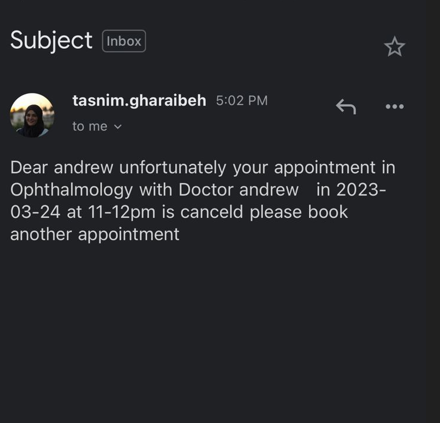 Subject Inbox
tasnim.gharaibeh 5:02 PM
to me
Dear andrew unfortunately your appointment in
Ophthalmology with Doctor andrew in 2023-
03-24 at 11-12pm is canceld please book
another appointment